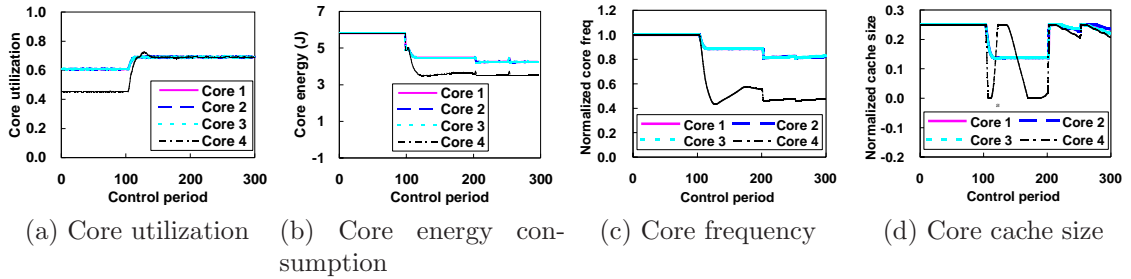 Core utilization
1.0
0.8
0.6
0.4
0.2
0.0
Core 1
Core 2
Core 3
Core 4
0 100 200 300
Control period
(a) Core utilization
Core energy (J)
7
5
3
1
-1
Core 1
Core 2
Core 3
Core 4
0 100 200 300
Control period
(b) Core energy con-
sumption
Normalized core freq
1.2
1.0
0.8
0.6
0.4
0.2
0.0
Core 1 Core 2
Core 3 Core 4
0 100 200 300
Control period
(c) Core frequency
Normalized cache size
0.3
0.2
0.1
0.0
-0.1
-0.2
Core 1 Core 2
Core 3 Core 4
0 100 200 300
Control period
(d) Core cache size